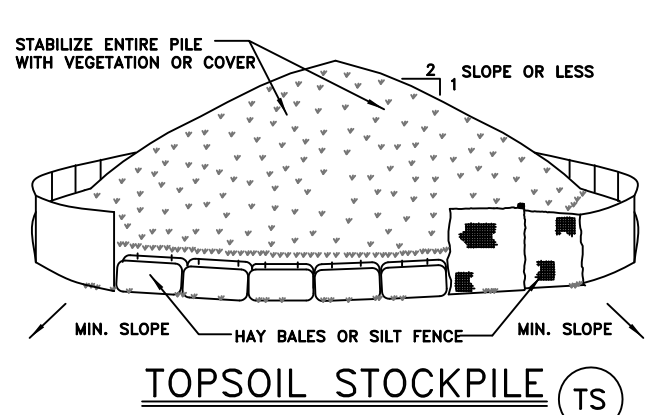 STABILIZE ENTIRE PILE
WITH VEGETATION OR COVER
2
1
SLOPE OR LESS
MIN. SLOPE
HAY BALES OR SILT FENCE
MIN. SLOPE
TOPSOIL STOCKPILE
TS